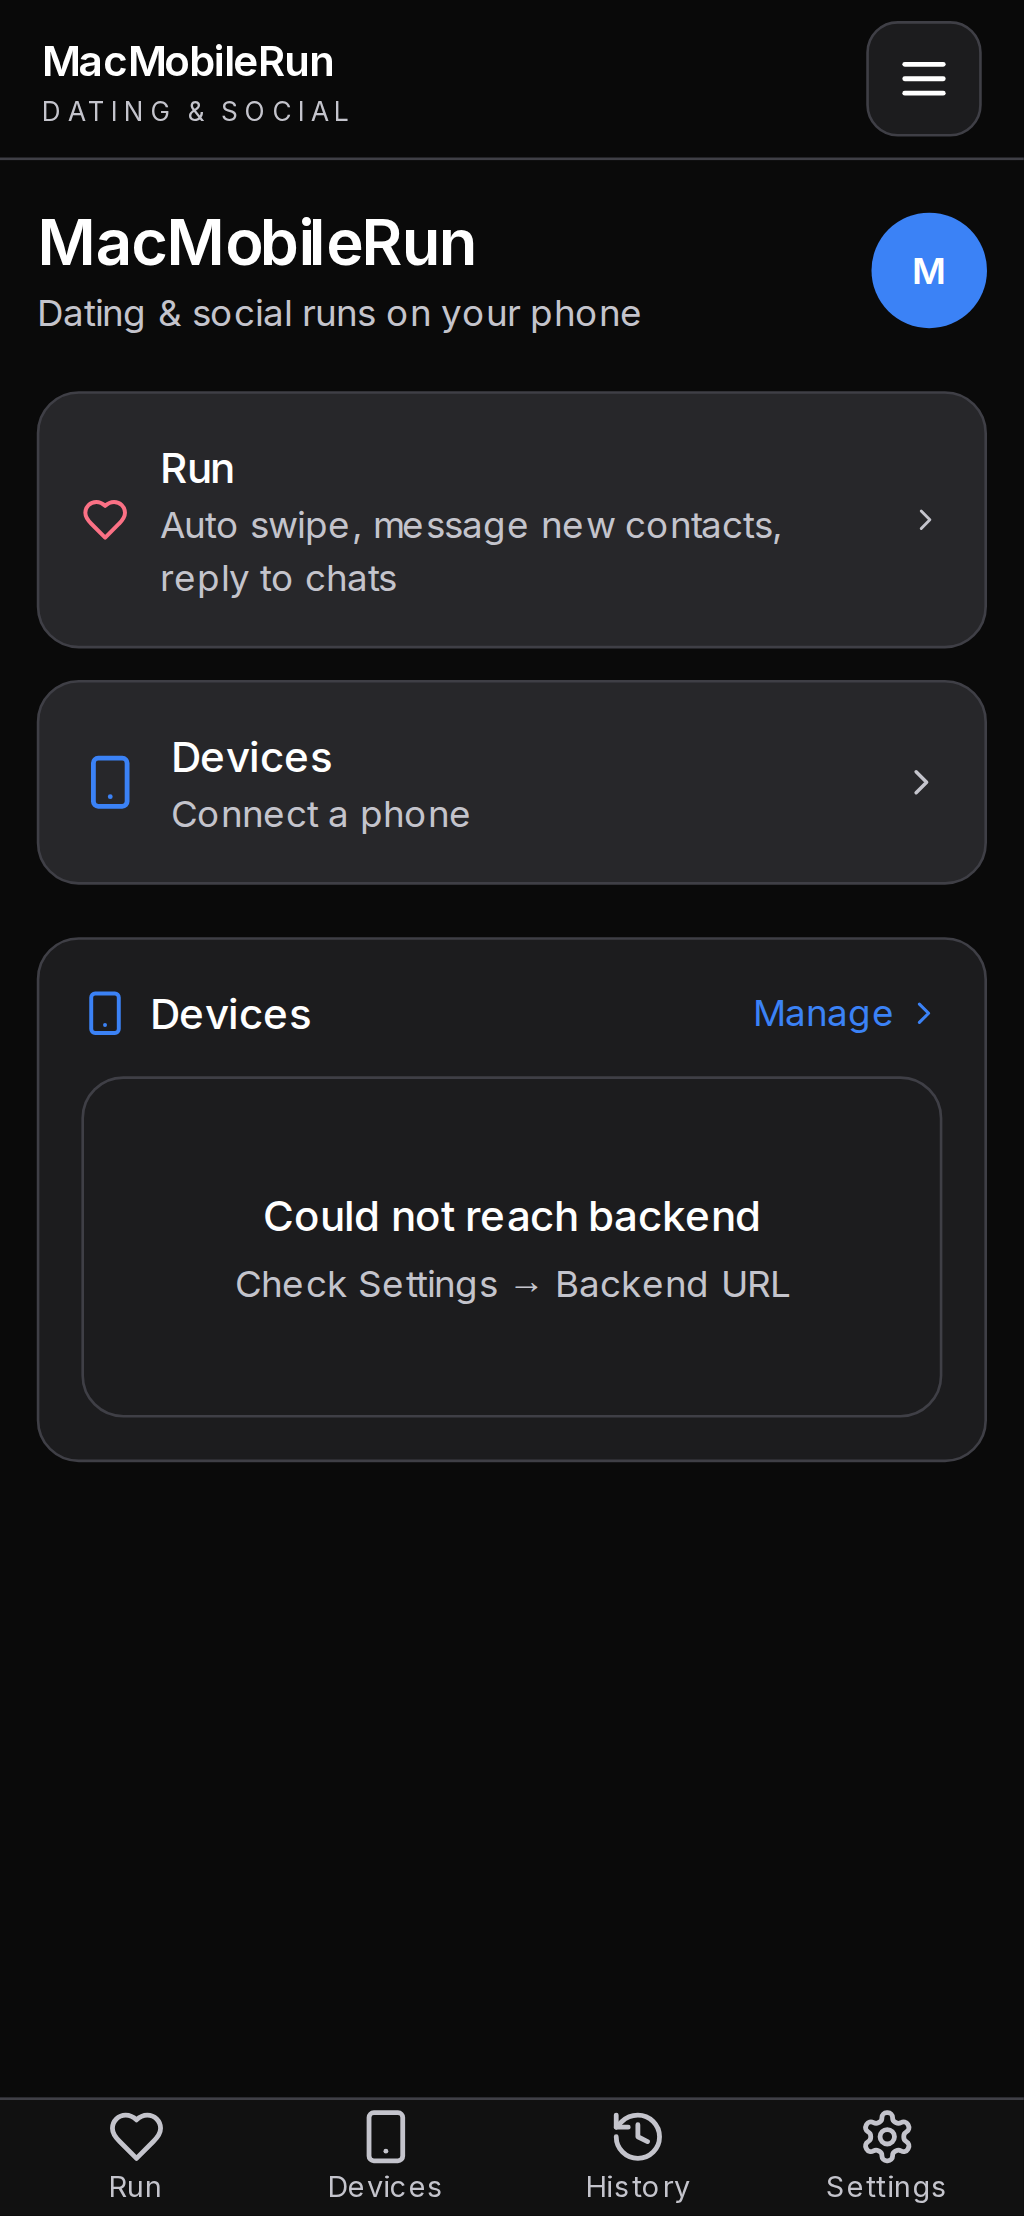 MacMobileRun
DATING & SOCIAL
MacMobileRun
Dating & social runs on your phone
M
Run
Auto swipe, message new contacts,
reply to chats
Devices
Connect a phone
Devices
Manage
Could not reach backend
Check Settings → Backend URL
Run
Devices
History
Settings